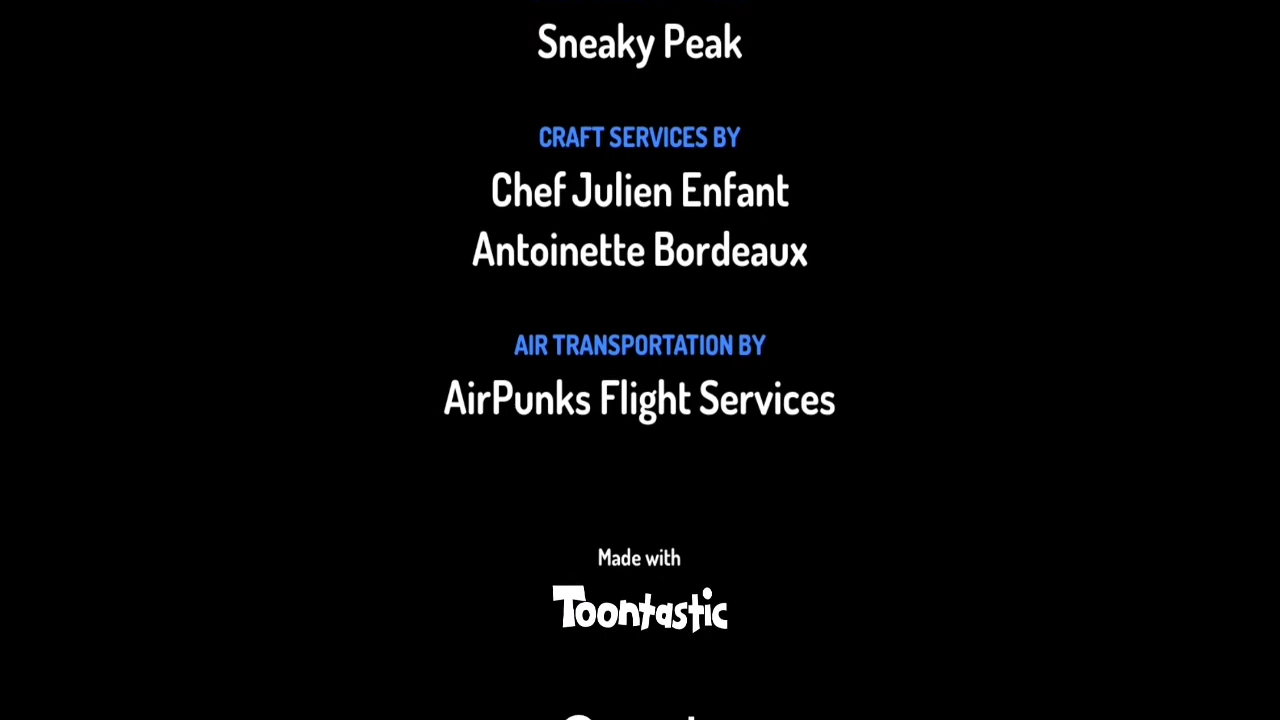 Sneaky Peak
CRAFT SERVICES BY
Chef Julien Enfant
Antoinette Bordeaux
AIR TRANSPORTATION BY
AirPunks Flight Services
Made with
Toontastic